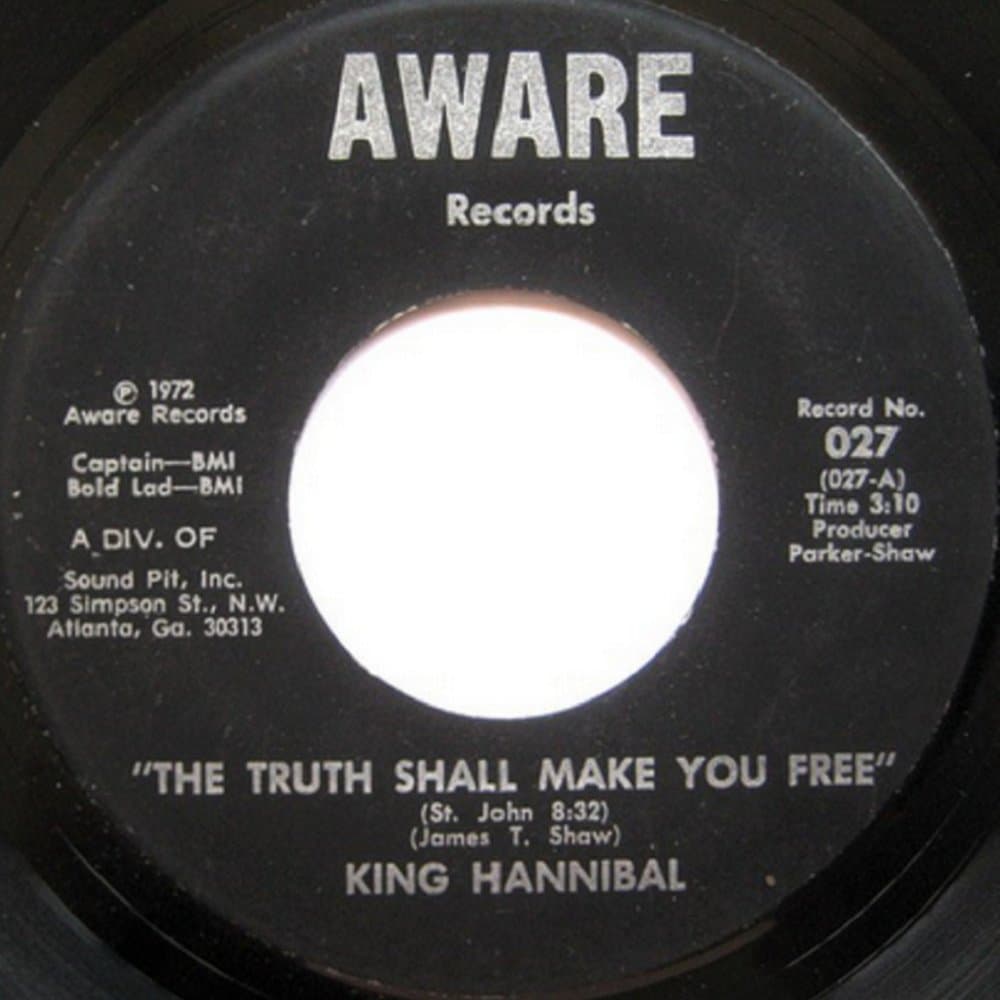 AWARE
Records
℗ 1972
Aware Records
Captain—BMI
Bold Lad—BMI
A DIV. OF
Sound Pit, Inc.
123 Simpson St., N.W.
Atlanta, Ga. 30313
Record No.
027
(027-A)
Time 3:10
Producer
Parker-Shaw
"THE TRUTH SHALL MAKE YOU FREE"
(St. John 8:32)
(James T. Shaw)
KING HANNIBAL